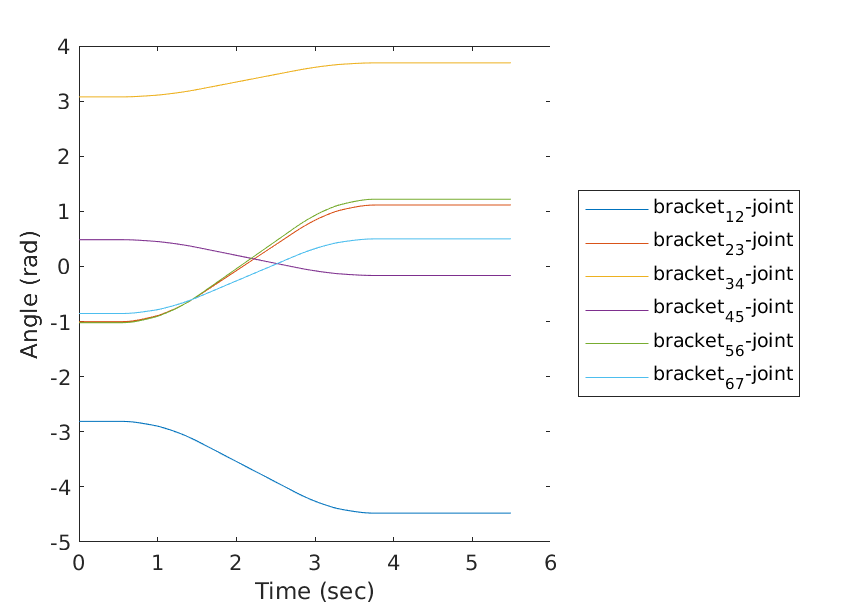 4
3
2
1
0
-1
-2
-3
-4
-5
0 1 2 3 4 5 6
Angle (rad)
Time (sec)
bracket₁₂-joint
bracket₂₃-joint
bracket₃₄-joint
bracket₄₅-joint
bracket₅₆-joint
bracket₆₇-joint